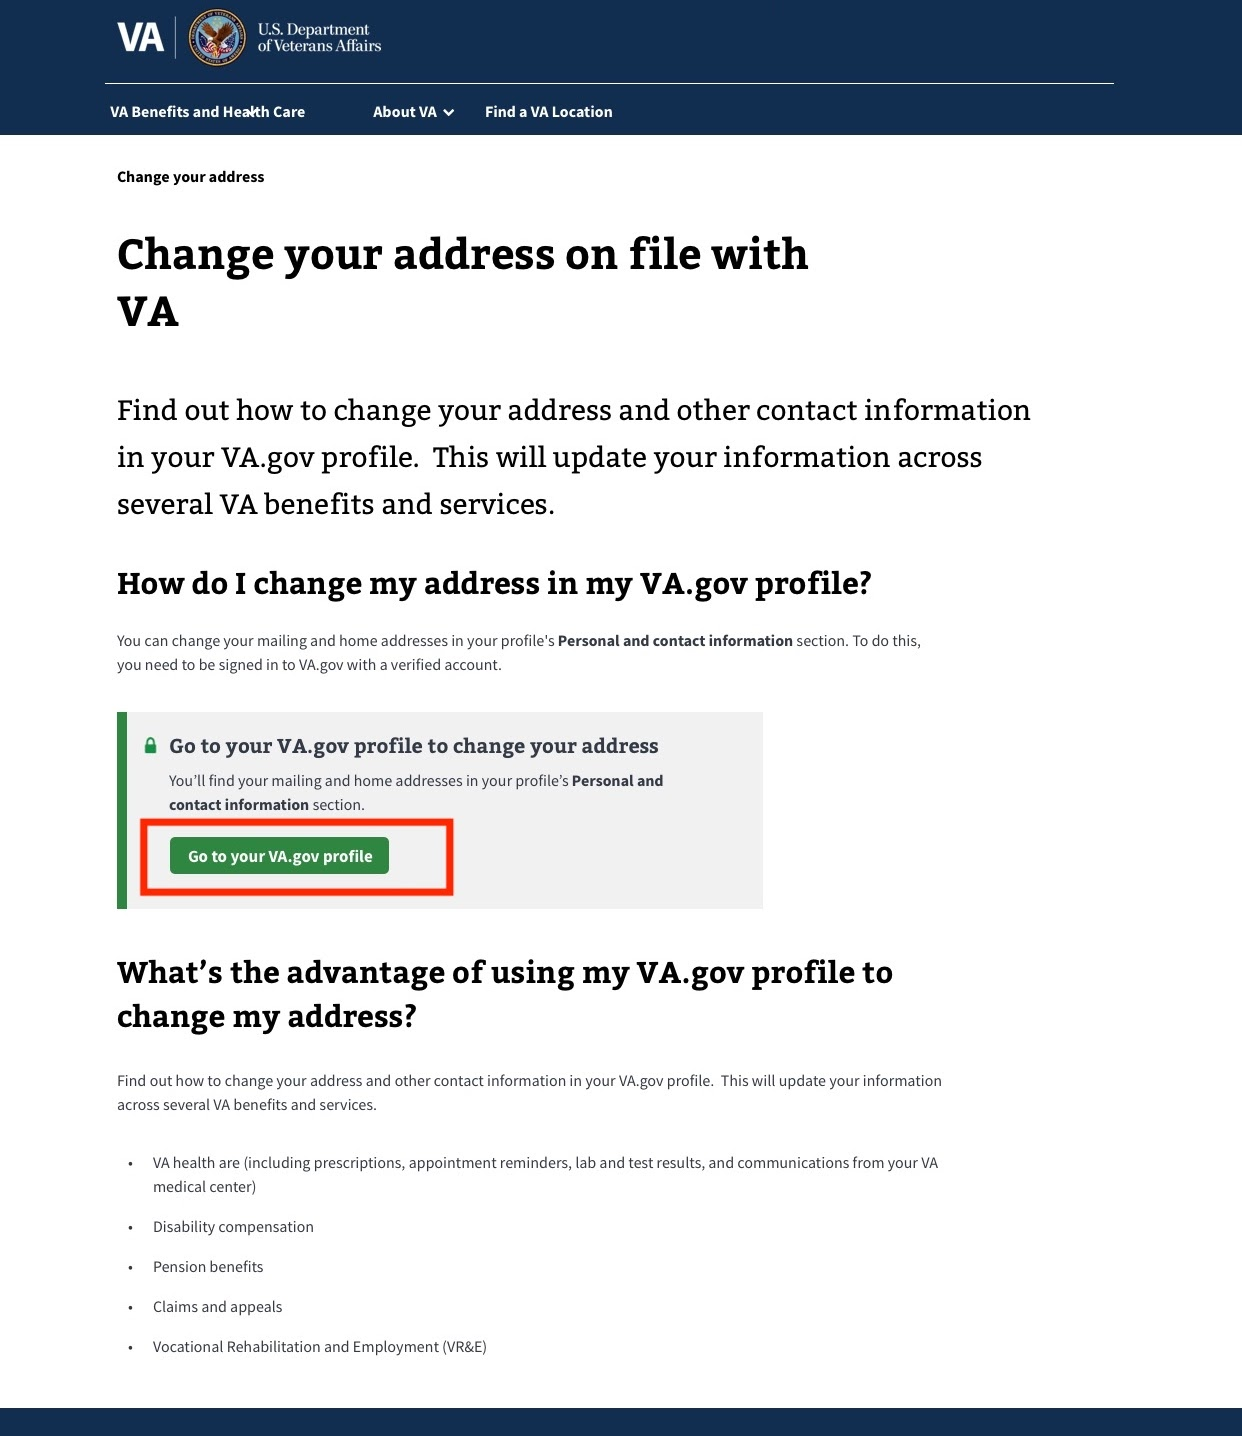 VA
U.S. Department
of Veterans Affairs
VA Benefits and Health Care
About VA
Find a VA Location
Change your address
Change your address on file with
VA
Find out how to change your address and other contact information
in your VA.gov profile.  This will update your information across
several VA benefits and services.
How do I change my address in my VA.gov profile?
You can change your mailing and home addresses in your profile's Personal and contact information section. To do this,
you need to be signed in to VA.gov with a verified account.
Go to your VA.gov profile to change your address
You’ll find your mailing and home addresses in your profile’s Personal and
contact information section.
Go to your VA.gov profile
What’s the advantage of using my VA.gov profile to
change my address?
Find out how to change your address and other contact information in your VA.gov profile.  This will update your information
across several VA benefits and services.
• VA health are (including prescriptions, appointment reminders, lab and test results, and communications from your VA
medical center)
• Disability compensation
• Pension benefits
• Claims and appeals
• Vocational Rehabilitation and Employment (VR&E)